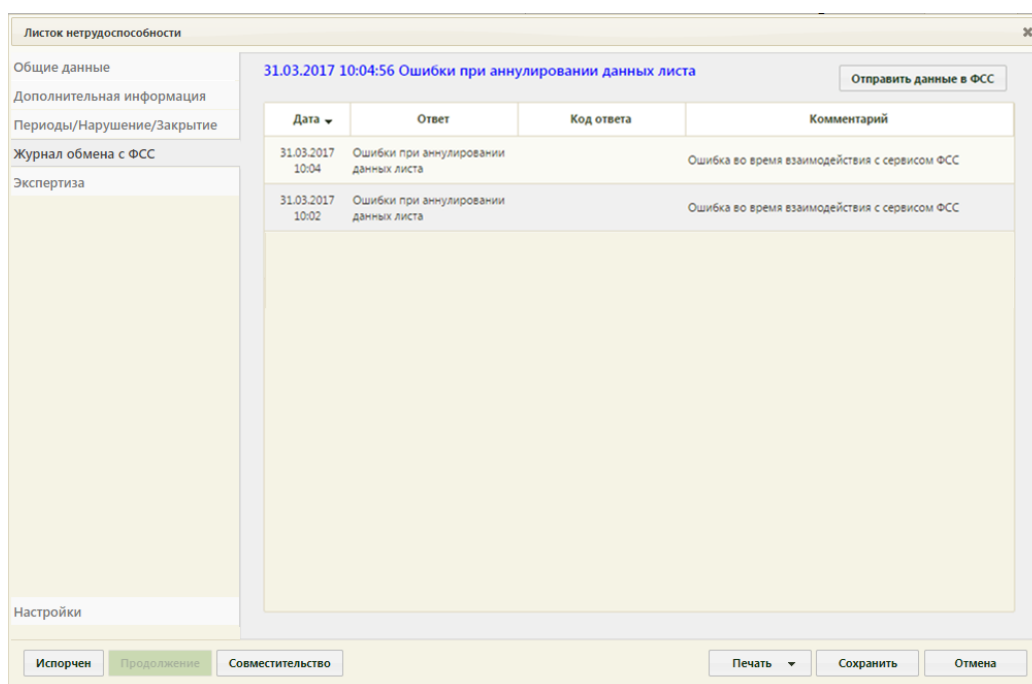 Листок нетрудоспособности
Общие данные
Дополнительная информация
Периоды/Нарушение/Закрытие
Журнал обмена с ФСС
Экспертиза
31.03.2017 10:04:56 Ошибки при аннулировании данных листа
Отправить данные в ФСС
Дата Ответ Код ответа Комментарий
31.03.2017 Ошибки при аннулировании
10:04 данных листа Ошибка во время взаимодействия с сервисом ФСС
31.03.2017 Ошибки при аннулировании
10:02 данных листа Ошибка во время взаимодействия с сервисом ФСС
Настройки
Испорчен Продолжение Совместительство Печать Сохранить Отмена